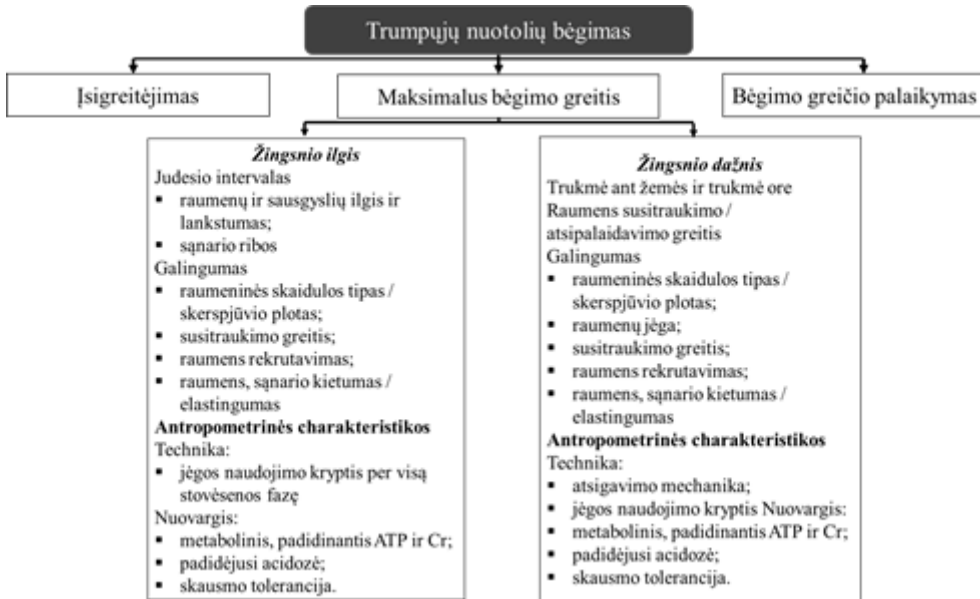 Trumpųjų nuotolių bėgimas
Įsigreitėjimas
Maksimalus bėgimo greitis
Bėgimo greičio palaikymas
Žingsnio ilgis
Judesio intervalas
▪ raumenų ir sausgyslių ilgis ir
lankstumas;
▪ sąnario ribos
Galingumas
▪ raumeninės skaidulos tipas /
skerspjūvio plotas;
▪ susitraukimo greitis;
▪ raumens rekrutavimas;
▪ raumens, sąnario kietumas /
elastingumas
Antropometrinės charakteristikos
Technika:
▪ jėgos naudojimo kryptis per visą
stovėsenos fazę
Nuovargis:
▪ metabolinis, padidinantis ATP ir Cr;
▪ padidėjusi acidozė;
▪ skausmo tolerancija.
Žingsnio dažnis
Trukmė ant žemės ir trukmė ore
Raumens susitraukimo /
atsipalaidavimo greitis
Galingumas
▪ raumeninės skaidulos tipas /
skerspjūvio plotas;
▪ raumenų jėga;
▪ susitraukimo greitis;
▪ raumens rekrutavimas;
▪ raumens, sąnario kietumas /
elastingumas
Antropometrinės charakteristikos
Technika:
▪ atsigavimo mechanika;
▪ jėgos naudojimo kryptis Nuovargis:
▪ metabolinis, padidinantis ATP ir Cr;
▪ padidėjusi acidozė;
▪ skausmo tolerancija.